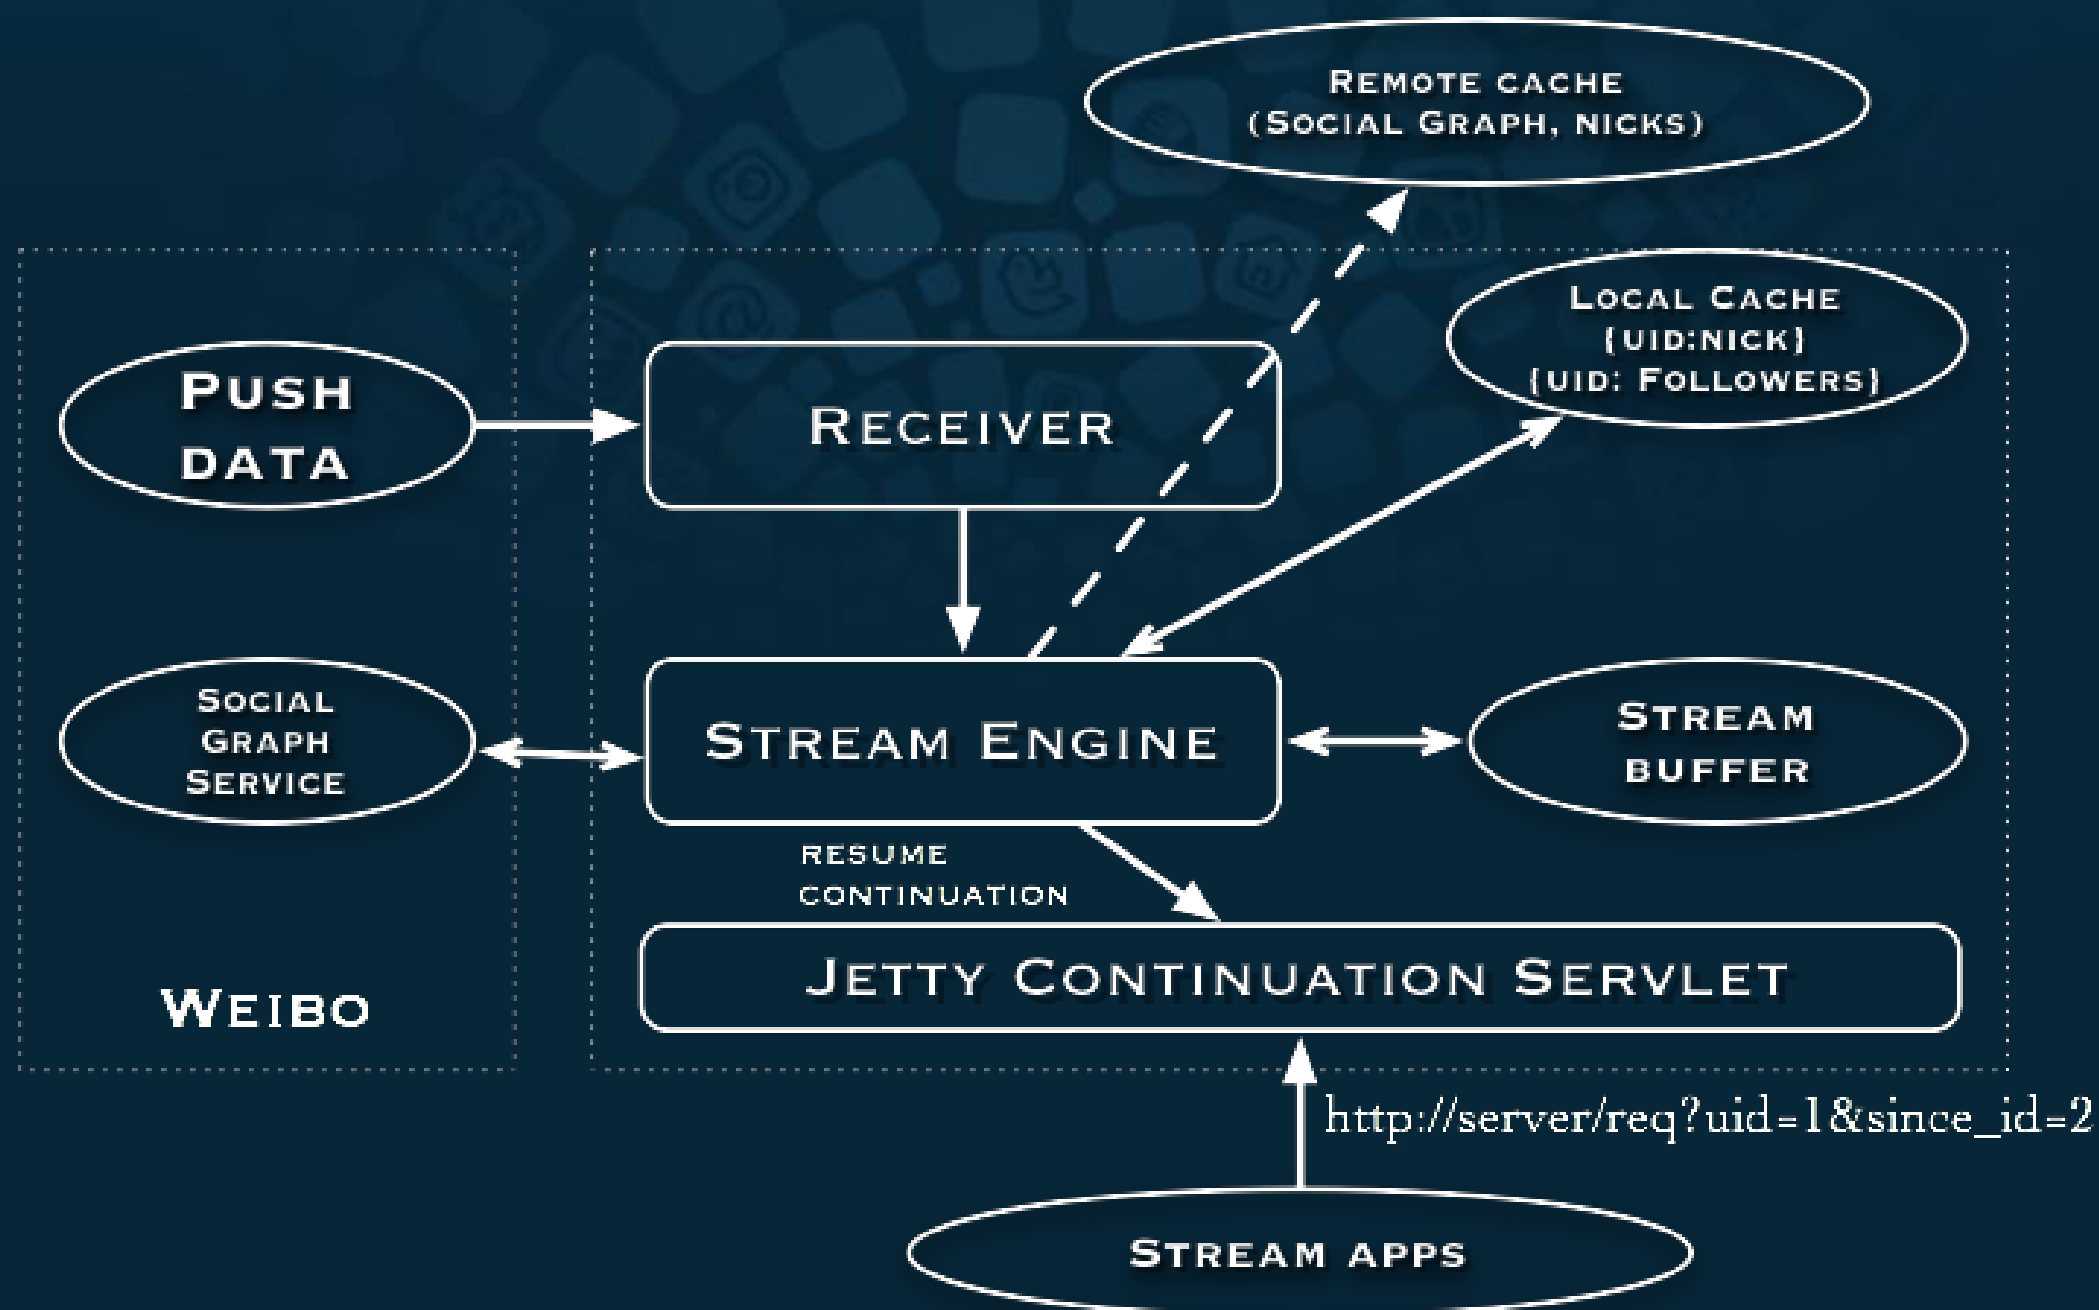 Remote cache
(Social Graph, nicks)
Local Cache
{uid:nick}
{uid: Followers}
Push
data
Receiver
Social
Graph
Service
Stream Engine
Stream
buffer
resume
continuation
Jetty Continuation Servlet
Weibo
http://server/req?uid=1&since_id=2
Stream apps